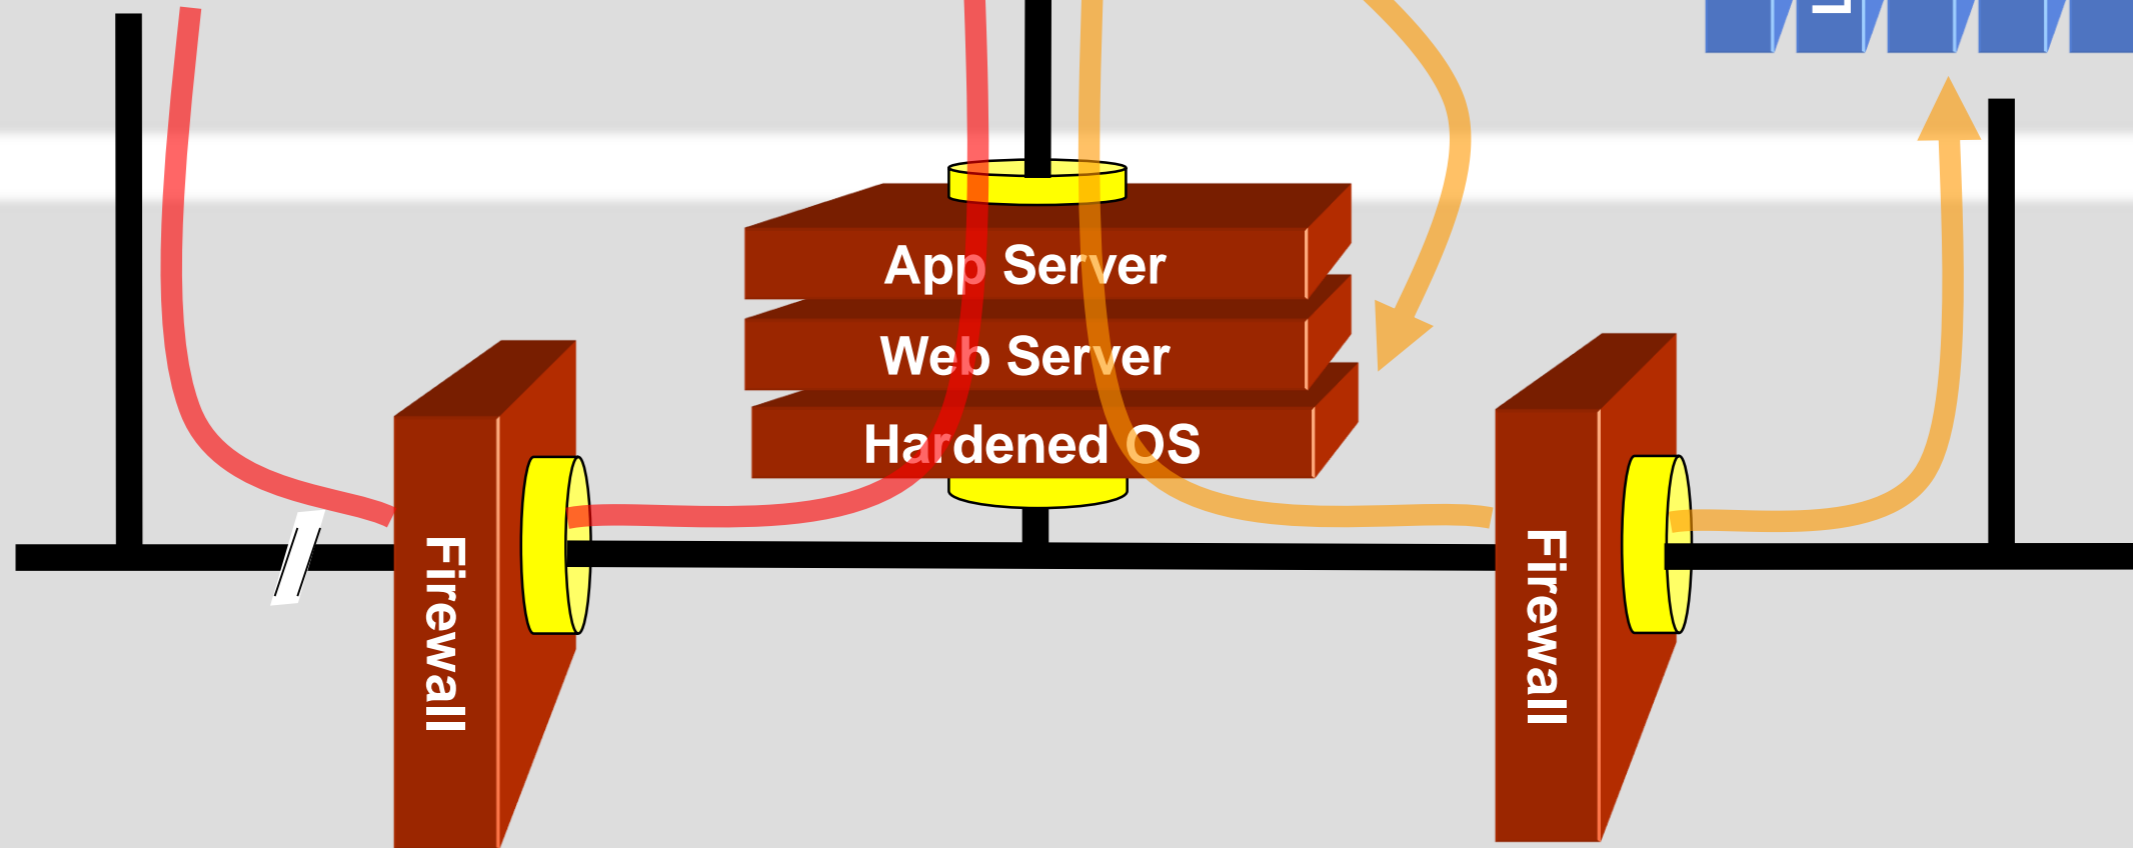 App Server
Web Server
Hardened OS
Firewall
Firewall